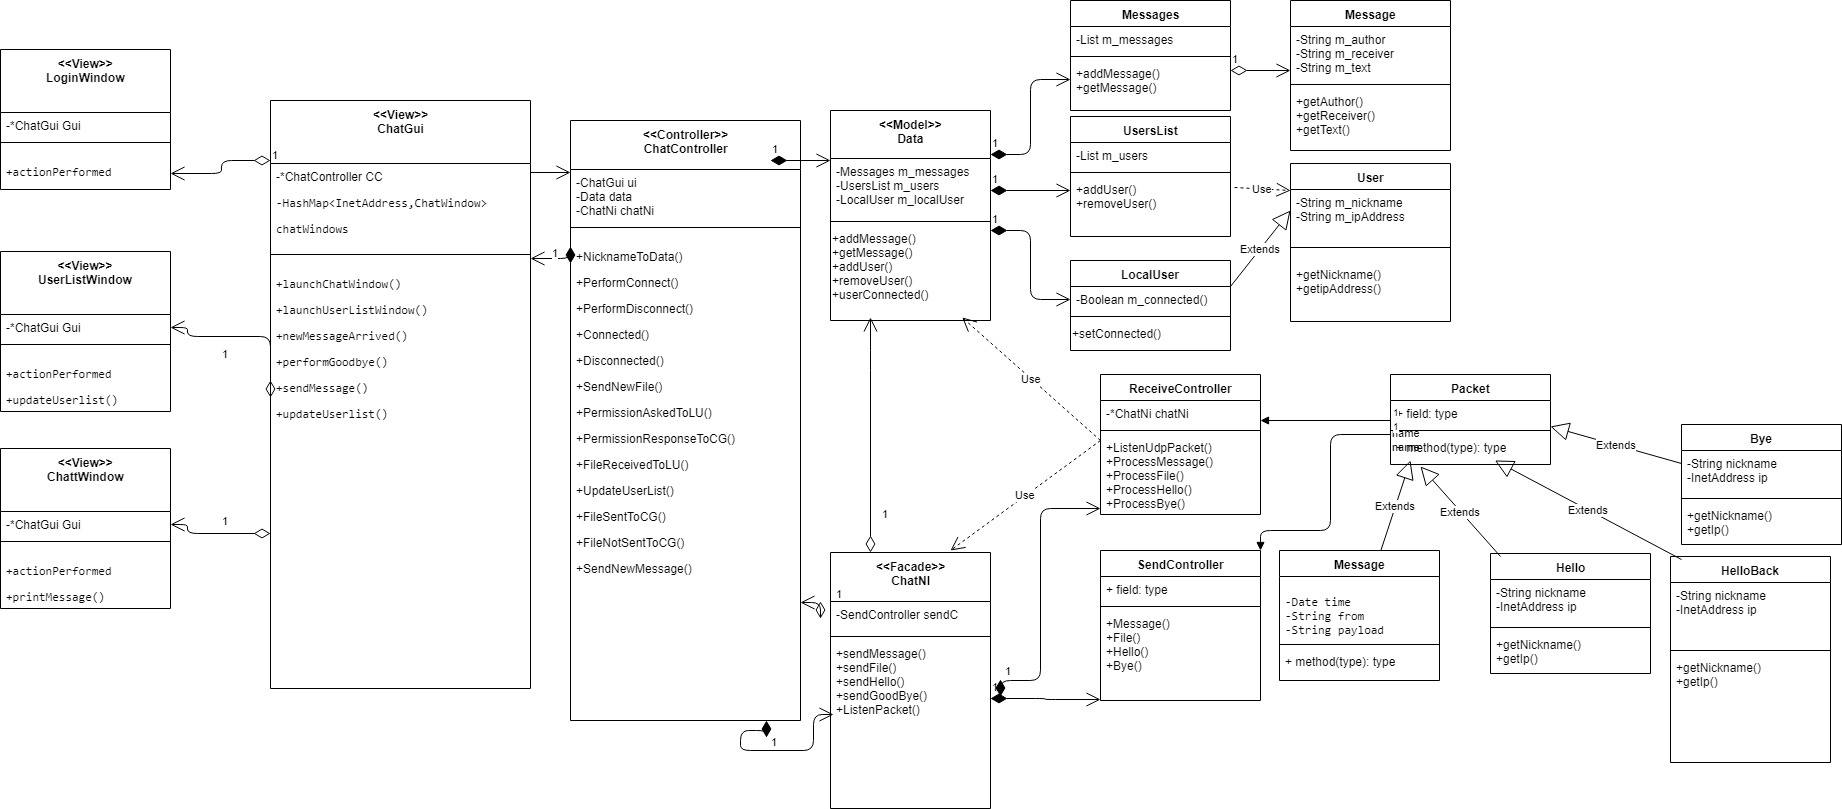 <<View>>
LoginWindow
-*ChatGui Gui
+actionPerformed
<<View>>
UserListWindow
-*ChatGui Gui
+actionPerformed
+updateUserlist()
<<View>>
ChattWindow
-*ChatGui Gui
+actionPerformed
+printMessage()
1
1
1
<<View>>
ChatGui
-*ChatController CC
-HashMap<InetAddress,ChatWindow>
chatWindows
+launchChatWindow()
+launchUserListWindow()
+newMessageArrived()
+performGoodbye()
+sendMessage()
+updateUserlist()
1
<<Controller>>
ChatController
-ChatGui ui
-Data data
-ChatNi chatNi
+NicknameToData()
+PerformConnect()
+PerformDisconnect()
+Connected()
+Disconnected()
+SendNewFile()
+PermissionAskedToLU()
+PermissionResponseToCG()
+FileReceivedToLU()
+UpdateUserList()
+FileSentToCG()
+FileNotSentToCG()
+SendNewMessage()
1
1
<<Model>>
Data
-Messages m_messages
-UsersList m_users
-LocalUser m_localUser
+addMessage()
+getMessage()
+addUser()
+removeUser()
+userConnected()
1
1
1
1
<<Facade>>
ChatNI
1
-SendController sendC
+sendMessage()
+sendFile()
+sendHello()
+sendGoodBye()
+ListenPacket()
1
1
Messages
-List m_messages
+addMessage()
+getMessage()
1
Message
-String m_author
-String m_receiver
-String m_text
+getAuthor()
+getReceiver()
+getText()
UsersList
-List m_users
+addUser()
+removeUser()
Use
User
-String m_nickname
-String m_ipAddress
+getNickname()
+getipAddress()
Extends
LocalUser
-Boolean m_connected()
+setConnected()
Use
Use
ReceiveController
-*ChatNi chatNi
+ListenUdpPacket()
+ProcessMessage()
+ProcessFile()
+ProcessHello()
+ProcessBye()
SendController
+ field: type
+Message()
+File()
+Hello()
+Bye()
Packet
1
+ field: type
1
name
name
+ method(type): type
Extends
Extends
Extends
Extends
Message
-Date time
-String from
-String payload
+ method(type): type
Hello
-String nickname
-InetAddress ip
+getNickname()
+getIp()
HelloBack
-String nickname
-InetAddress ip
+getNickname()
+getIp()
Bye
-String nickname
-InetAddress ip
+getNickname()
+getIp()